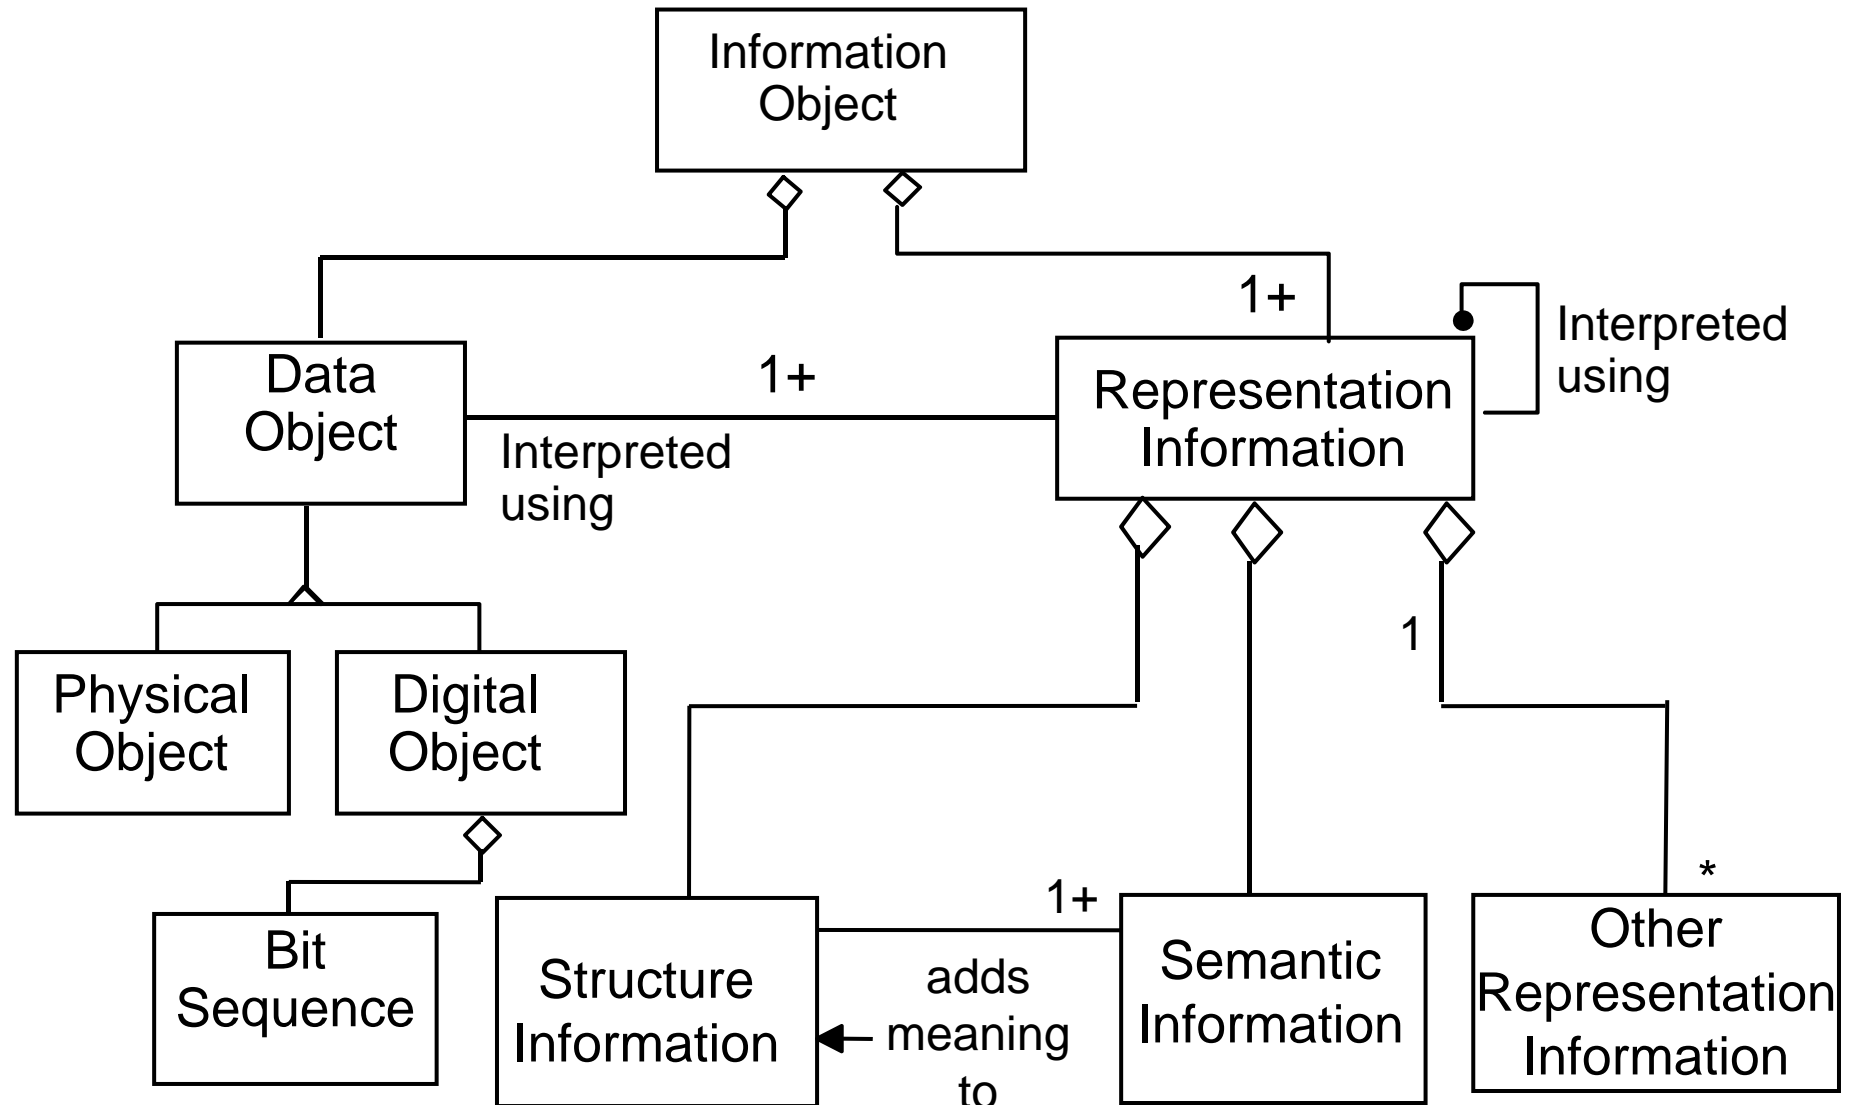 Information
Object
1+
Interpreted
using
Data
Object
1+
Interpreted
using
Representation
Information
1
Physical
Object
Digital
Object
*
Bit
Sequence
Structure
Information
1+
adds
meaning
to
Semantic
Information
Other
Representation
Information